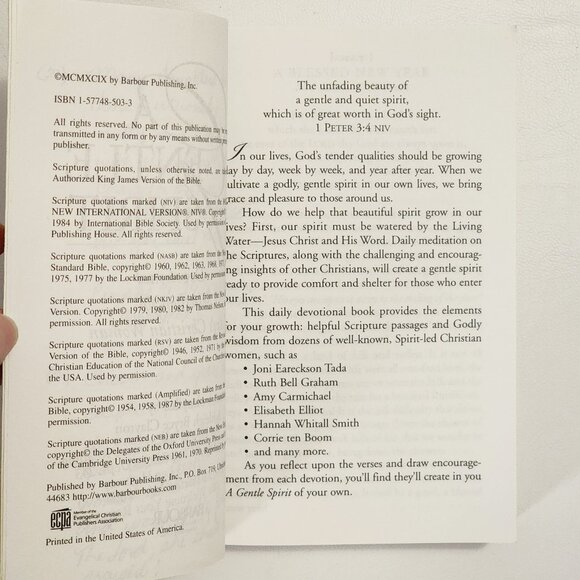 ©MCMXCIX by Barbour Publishing, Inc.
ISBN 1-57748-503-3
All rights reserved. No part of this publication may be
transmitted in any form or by any means without written
publisher.
Scripture quotations, unless otherwise noted, are
Authorized King James Version of the Bible.
Scripture quotations marked (NIV) are taken from the
NEW INTERNATIONAL VERSION®. NIV®. Copyright©
1984 by International Bible Society. Used by permission
Publishing House. All rights reserved.
Scripture quotations marked (NASB) are taken from the
Standard Bible, copyright© 1960, 1962, 1963, 1968,
1975, 1977 by the Lockman Foundation. Used by permission.
Scripture quotations marked (NKJV) are taken from the New
Version. Copyright© 1979, 1980, 1982 by Thomas Nelson
permission. All rights reserved.
Scripture quotations marked (RSV) are taken from the
Version of the Bible, copyright© 1946, 1952, 1971 by
Christian Education of the National Council of the Churches
the USA. Used by permission.
Scripture quotations marked (Amplified) are taken from the
Bible, copyright© 1954, 1958, 1987 by the Lockman Foundation
permission.
Scripture quotations marked (NEB) are taken from the New
copyright© the Delegates of the Oxford University Press and
of the Cambridge University Press 1961, 1970. Reprinted by
Published by Barbour Publishing, Inc., P.O. Box 719,
44683 http://www.barbourbooks.com
ecpa Member of the
Evangelical Christian
Publishers Association
Printed in the United States of America.
The unfading beauty of
a gentle and quiet spirit,
which is of great worth in God's sight.
1 PETER 3:4 NIV
In our lives, God's tender qualities should be growing
day by day, week by week, and year after year. When we
cultivate a godly, gentle spirit in our own lives, we bring
grace and pleasure to those around us.
How do we help that beautiful spirit grow in our
lives? First, our spirit must be watered by the Living
Water—Jesus Christ and His Word. Daily meditation on
the Scriptures, along with the challenging and encourag-
ing insights of other Christians, will create a gentle spirit
ready to provide comfort and shelter for those who enter
our lives.
This daily devotional book provides the elements
for your growth: helpful Scripture passages and Godly
wisdom from dozens of well-known, Spirit-led Christian
women, such as
• Joni Eareckson Tada
• Ruth Bell Graham
• Amy Carmichael
• Elisabeth Elliot
• Hannah Whitall Smith
• Corrie ten Boom
• and many more.
As you reflect upon the verses and draw encourage-
ment from each devotion, you'll find they'll create in you
A Gentle Spirit of your own.